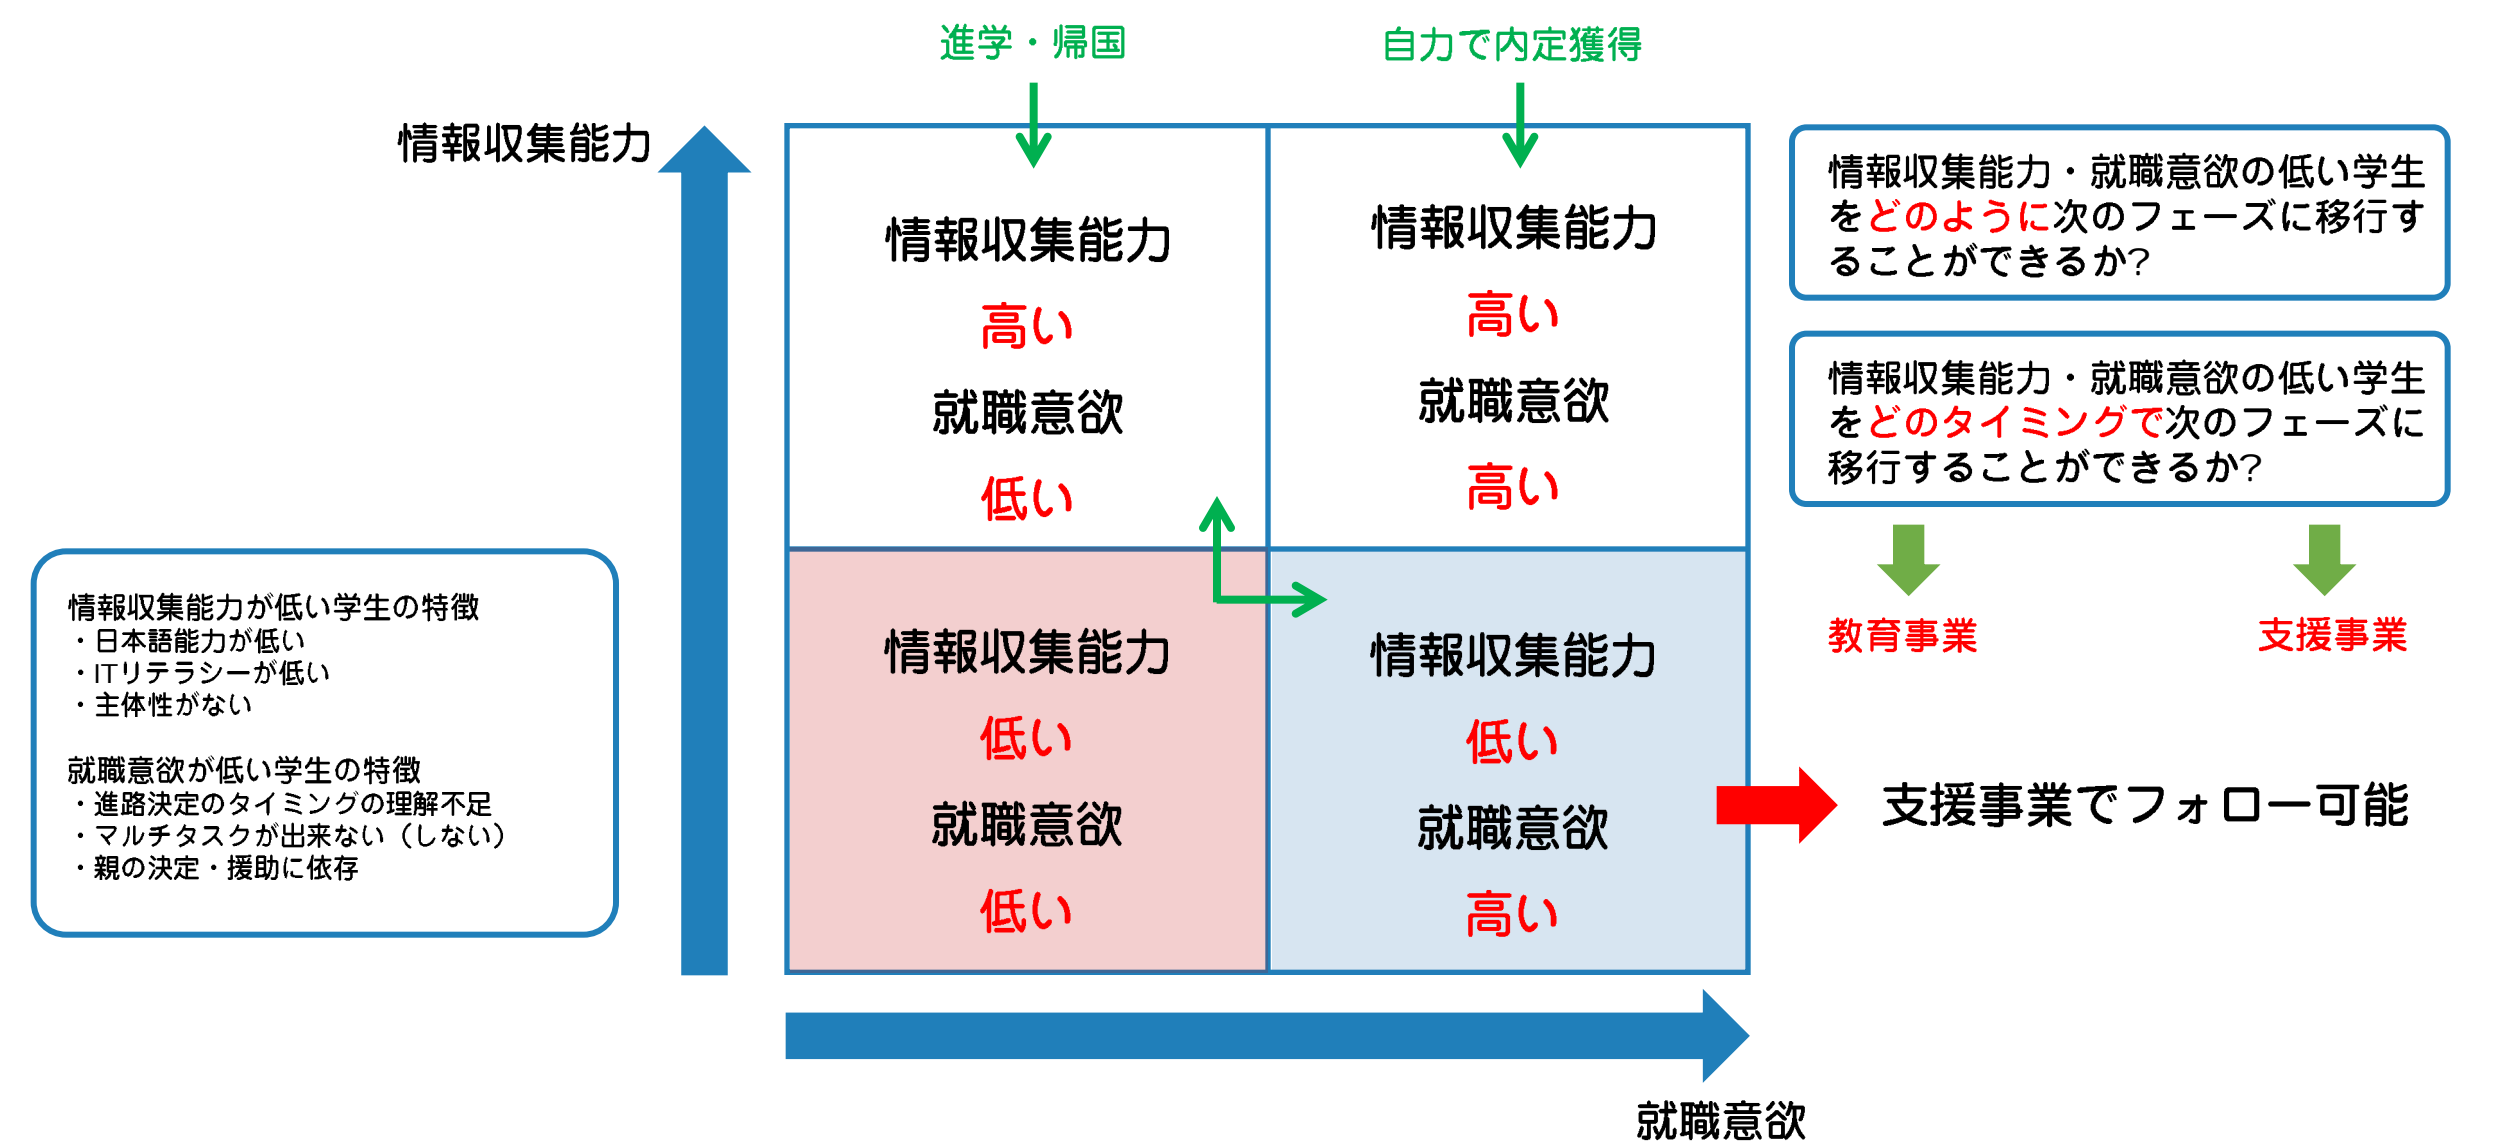 進学・帰国
自力で内定獲得
情報収集能力
情報収集能力
高い
就職意欲
低い
情報収集能力
高い
就職意欲
高い
情報収集能力・就職意欲の低い学生
をどのように次のフェーズに移行す
ることができるか?
情報収集能力・就職意欲の低い学生
をどのタイミングで次のフェーズに
移行することができるか?
教育事業
支援事業
情報収集能力が低い学生の特徴
・日本語能力が低い
・ITリテラシーが低い
・主体性がない
就職意欲が低い学生の特徴
・進路決定のタイミングの理解不足
・マルチタスクが出来ない（しない）
・親の決定・援助に依存
情報収集能力
低い
就職意欲
低い
情報収集能力
低い
就職意欲
高い
支援事業でフォロー可能
就職意欲